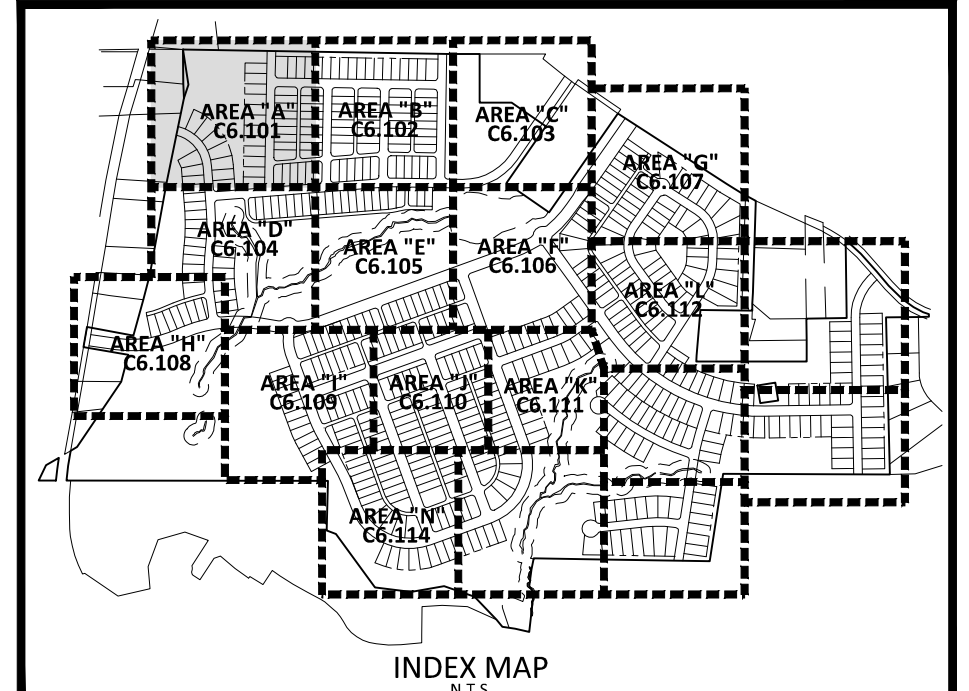 AREA "A"
C6.101
AREA "B"
C6.102
AREA "C"
C6.103
AREA "G"
C6.107
AREA "D"
C6.104
AREA "E"
C6.105
AREA "F"
C6.106
AREA "L"
C6.112
AREA "H"
C6.108
AREA "I"
C6.109
AREA "J"
C6.110
AREA "K"
C6.111
AREA "N"
C6.114
INDEX MAP
N.T.S.